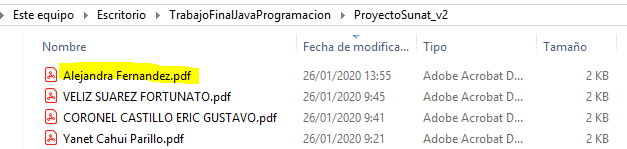 Este equipo › Escritorio › TrabajoFinalJavaProgramacion › ProyectoSunat_v2
Nombre Fecha de modifica... Tipo Tamaño
Alejandra Fernandez.pdf 26/01/2020 13:55 Adobe Acrobat D... 2 KB
VELIZ SUAREZ FORTUNATO.pdf 26/01/2020 9:45 Adobe Acrobat D... 2 KB
CORONEL CASTILLO ERIC GUSTAVO.pdf 26/01/2020 9:41 Adobe Acrobat D... 2 KB
Yanet Cahui Parillo.pdf 26/01/2020 9:21 Adobe Acrobat D... 2 KB